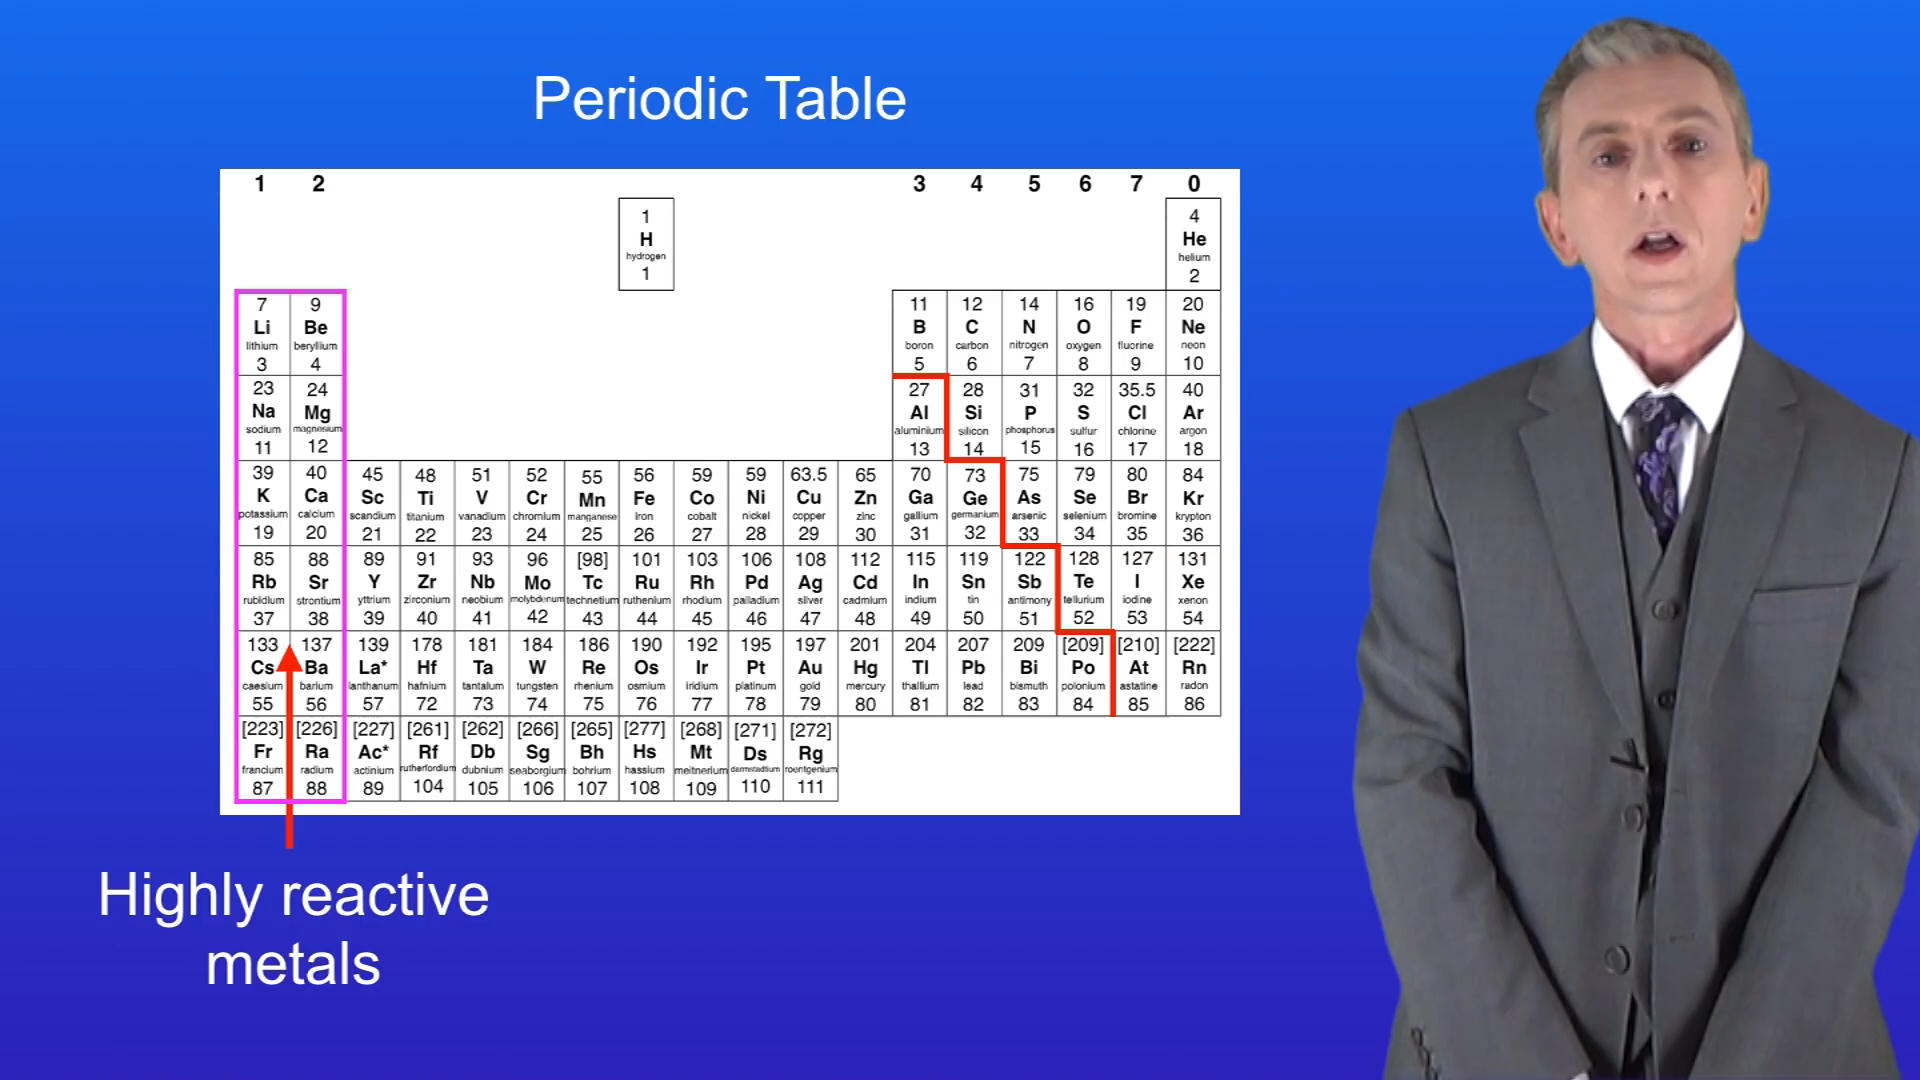 Periodic Table
1 2 3 4 5 6 7 0
1 4
H He
hydrogen helium
1 2
7 9 11 12 14 16 19 20
Li Be B C N O F Ne
lithium beryllium boron carbon nitrogen oxygen fluorine neon
3 4 5 6 7 8 9 10
23 24 27 28 31 32 35.5 40
Na Mg Al Si P S Cl Ar
sodium magnesium aluminium silicon phosphorus sulfur chlorine argon
11 12 13 14 15 16 17 18
39 40 45 48 51 52 55 56 59 59 63.5 65 70 73 75 79 80 84
K Ca Sc Ti V Cr Mn Fe Co Ni Cu Zn Ga Ge As Se Br Kr
potassium calcium scandium titanium vanadium chromium manganese iron cobalt nickel copper zinc gallium germanium arsenic selenium bromine krypton
19 20 21 22 23 24 25 26 27 28 29 30 31 32 33 34 35 36
85 88 89 91 93 96 [98] 101 103 106 108 112 115 119 122 128 127 131
Rb Sr Y Zr Nb Mo Tc Ru Rh Pd Ag Cd In Sn Sb Te I Xe
rubidium strontium yttrium zirconium niobium molybdenum technetium ruthenium rhodium palladium silver cadmium indium tin antimony tellurium iodine xenon
37 38 39 40 41 42 43 44 45 46 47 48 49 50 51 52 53 54
133 137 139 178 181 184 186 190 192 195 197 201 204 207 209 [209] [210] [222]
Cs Ba La* Hf Ta W Re Os Ir Pt Au Hg Tl Pb Bi Po At Rn
caesium barium lanthanum hafnium tantalum tungsten rhenium osmium iridium platinum gold mercury thallium lead bismuth polonium astatine radon
55 56 57 72 73 74 75 76 77 78 79 80 81 82 83 84 85 86
[223] [226] [227] [261] [262] [266] [265] [277] [268] [271] [272]
Fr Ra Ac* Rf Db Sg Bh Hs Mt Ds Rg
francium radium actinium rutherfordium dubnium seaborgium bohrium hassium meitnerium darmstadtium roentgenium
87 88 89 104 105 106 107 108 109 110 111
Highly reactive
metals